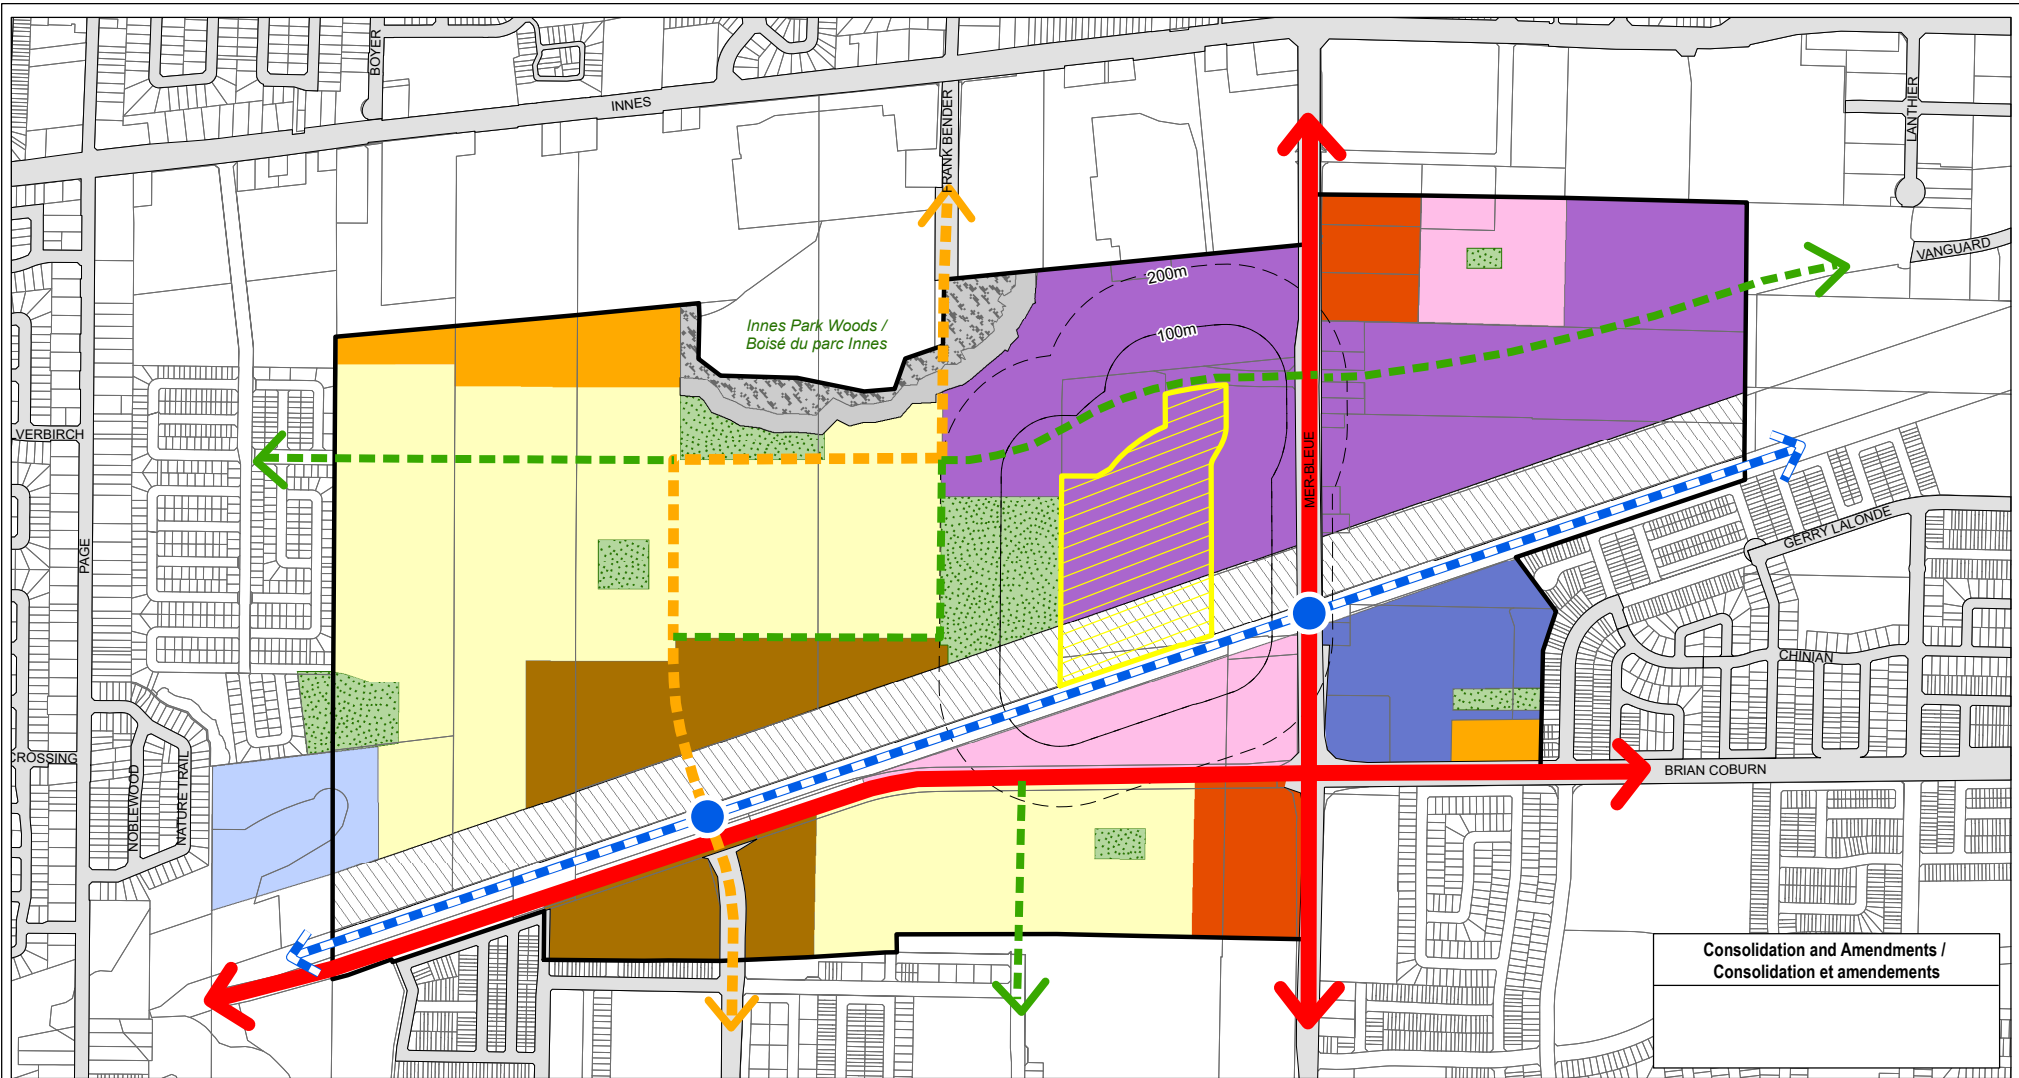 BOYER
INNES
FRANK BENDER
LANTHIER
VANGUARD
200m
100m
Innes Park Woods /
Boisé du parc Innes
VERBIRCH
MER-BLEUE
PAGE
GERRY LALONDE
CHINIAN
CROSSING
NOBLEWOOD
NATURE TRAIL
BRIAN COBURN
Consolidation and Amendments /
Consolidation et amendements